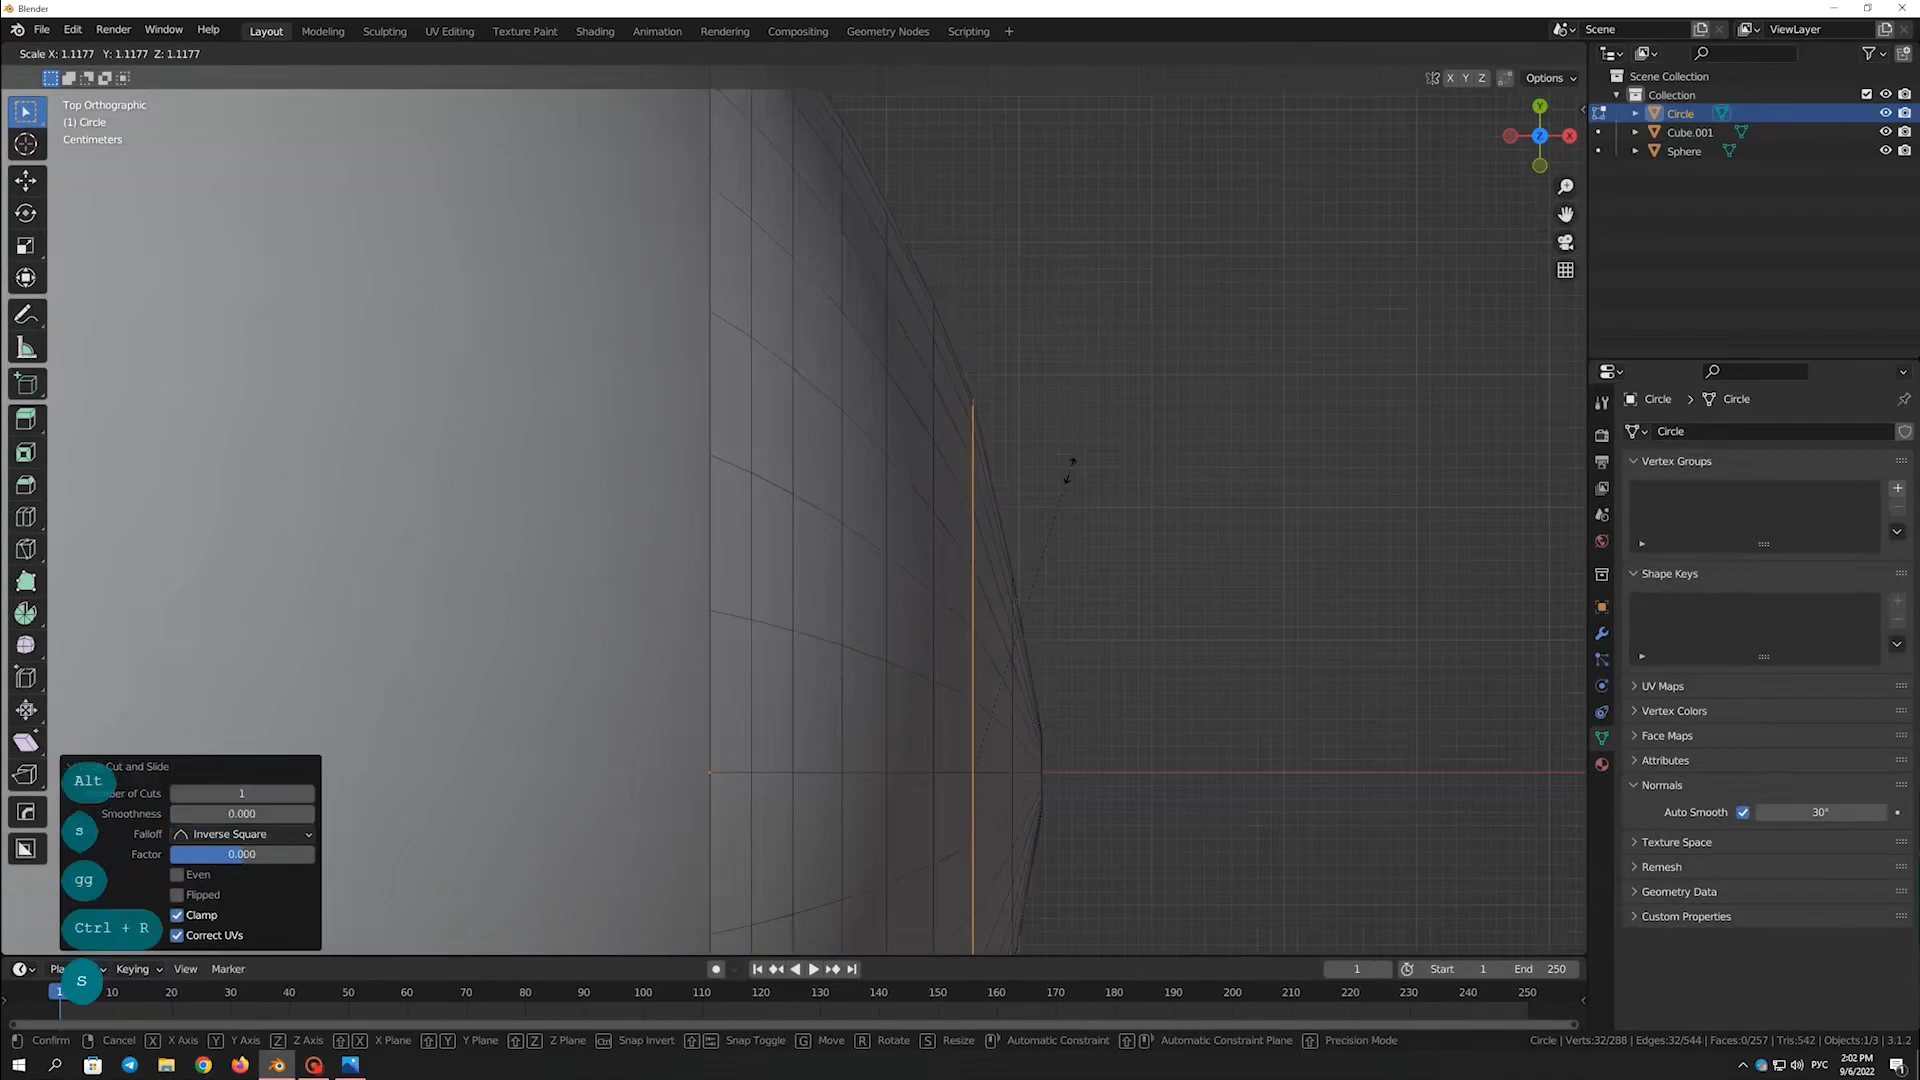 Blender
File Edit Render Window Help Layout Modeling Sculpting UV Editing Texture Paint Shading Animation Rendering Compositing Geometry Nodes Scripting + Scene ViewLayer
Scale X: 1.1177 Y: 1.1177 Z: 1.1177
X Y Z Options
Top Orthographic
(1) Circle
Centimeters
Y
Z X
Scene Collection
Collection
Circle
Cube.001
Sphere
Circle > Circle
Circle
Vertex Groups
Shape Keys
UV Maps
Vertex Colors
Face Maps
Attributes
Normals
Auto Smooth 30°
Texture Space
Remesh
Geometry Data
Custom Properties
Cut and Slide
Alt
of Cuts 1
Smoothness 0.000
s
Falloff Inverse Square
Factor 0.000
gg
Even
Flipped
Clamp
Ctrl + R
Correct UVs
S
Keying View Marker 1 Start 1 End 250
1 10 20 30 40 50 60 70 80 90 100 110 120 130 140 150 160 170 180 190 200 210 220 230 240 250
Confirm Cancel X X Axis Y Y Axis Z Z Axis X X Plane Y Y Plane Z Z Plane Ctrl Snap Invert Snap Toggle G Move R Rotate S Resize Automatic Constraint Automatic Constraint Plane Precision Mode Circle | Verts:32/288 | Edges:32/544 | Faces:0/257 | Tris:542 | Objects:1/3 | 3.1.2
РУС
2:02 PM
9/6/2022